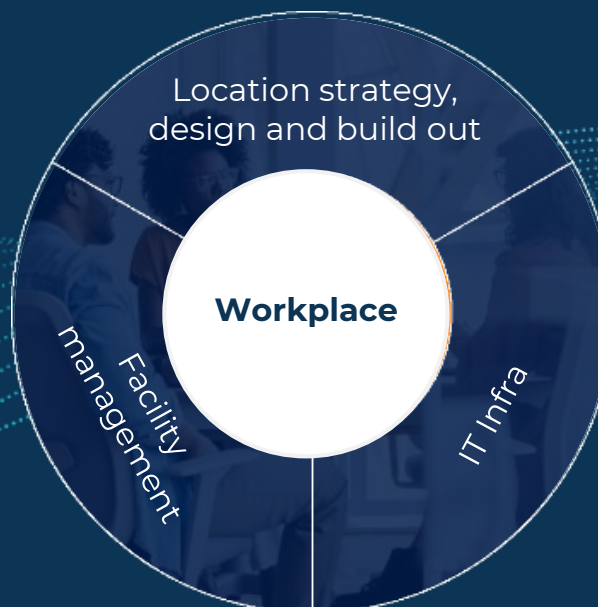 Location strategy,
design and build out
Workplace
Facility
management
IT Infra